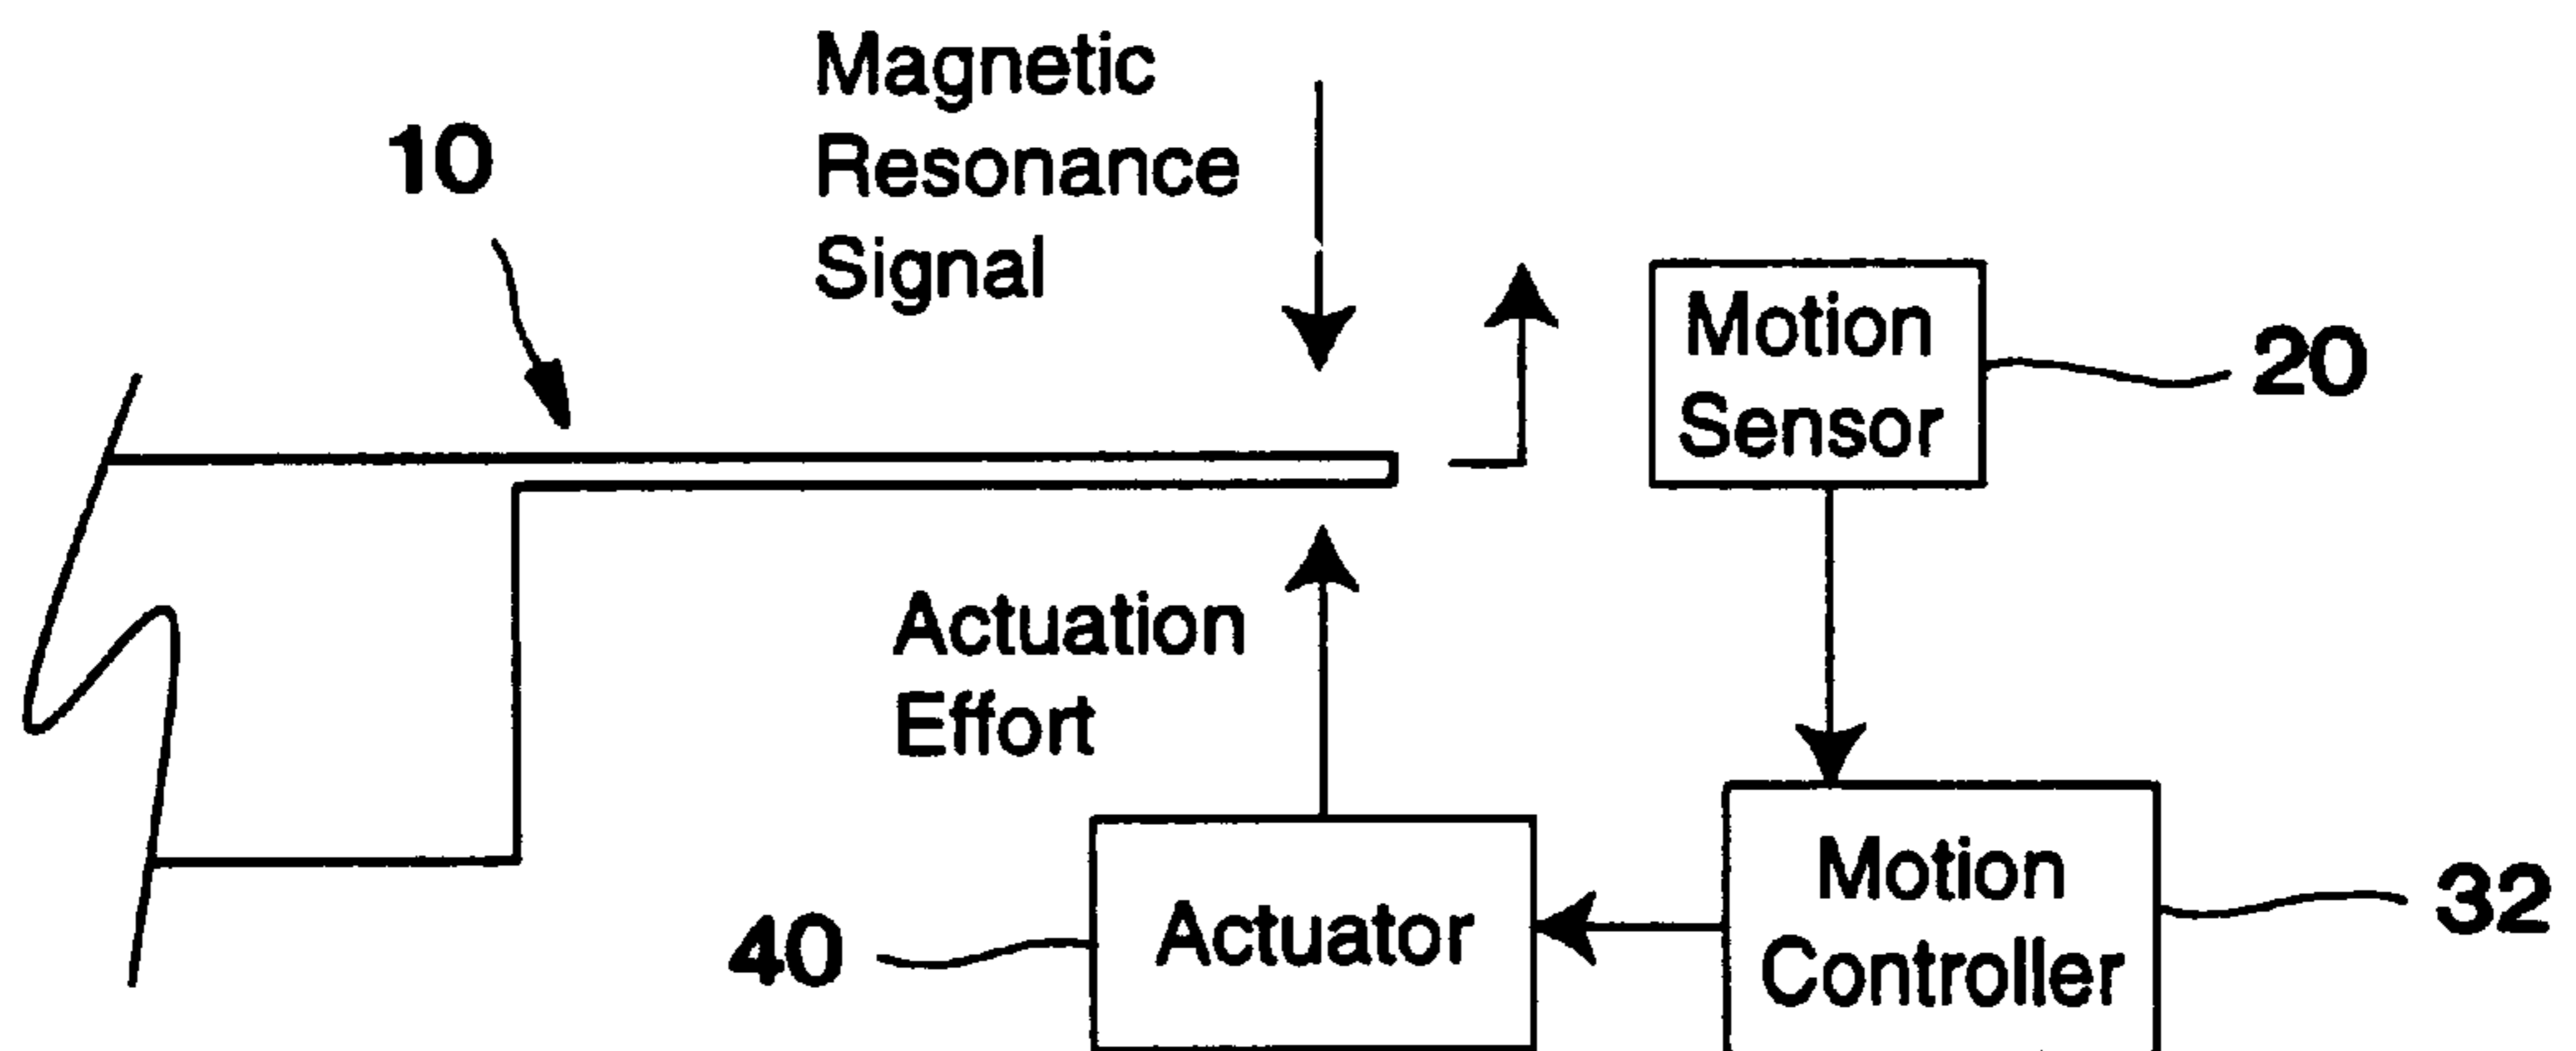 Magnetic
Resonance
Signal
10
Motion
Sensor
20
Actuation
Effort
Actuator
40
Motion
Controller
32